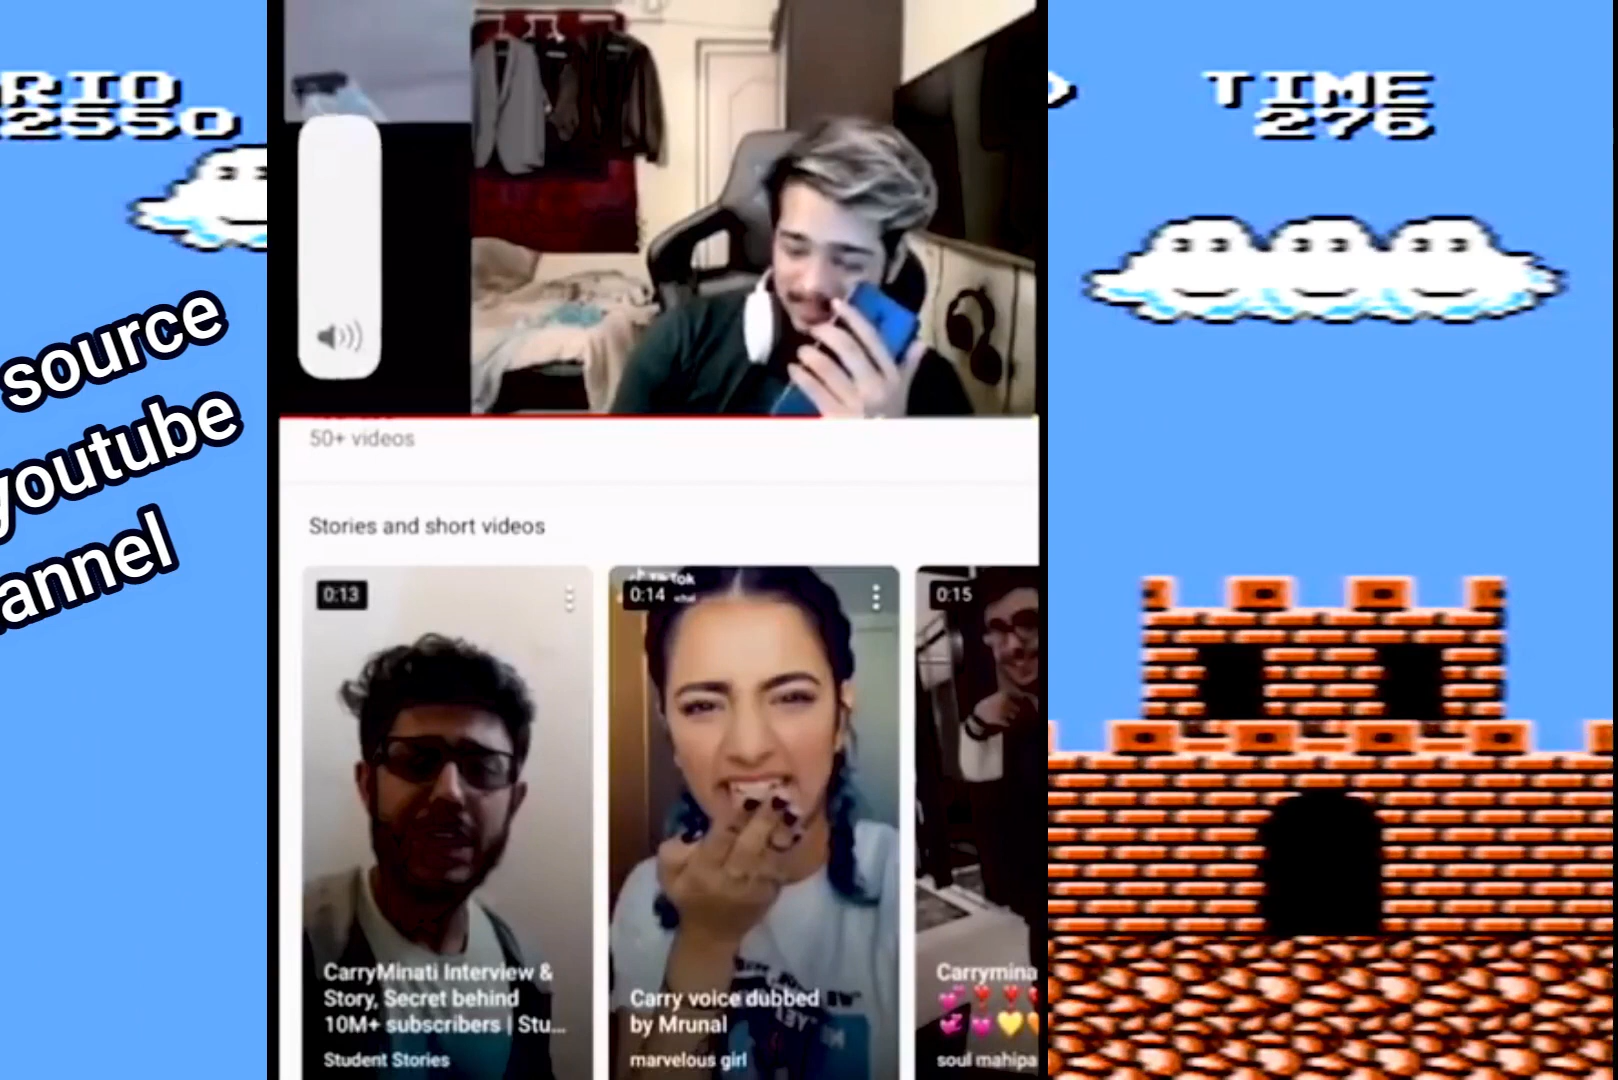 RIO
2550
TIME
276
source
youtube
annel
50+ videos
Stories and short videos
0:13
0:14
0:15
CarryMinati Interview &
Story, Secret behind
10M+ subscribers | Stu...
Student Stories
Carry voice dubbed
by Mrunal
marvelous girl
Carrymina
soul mahipa